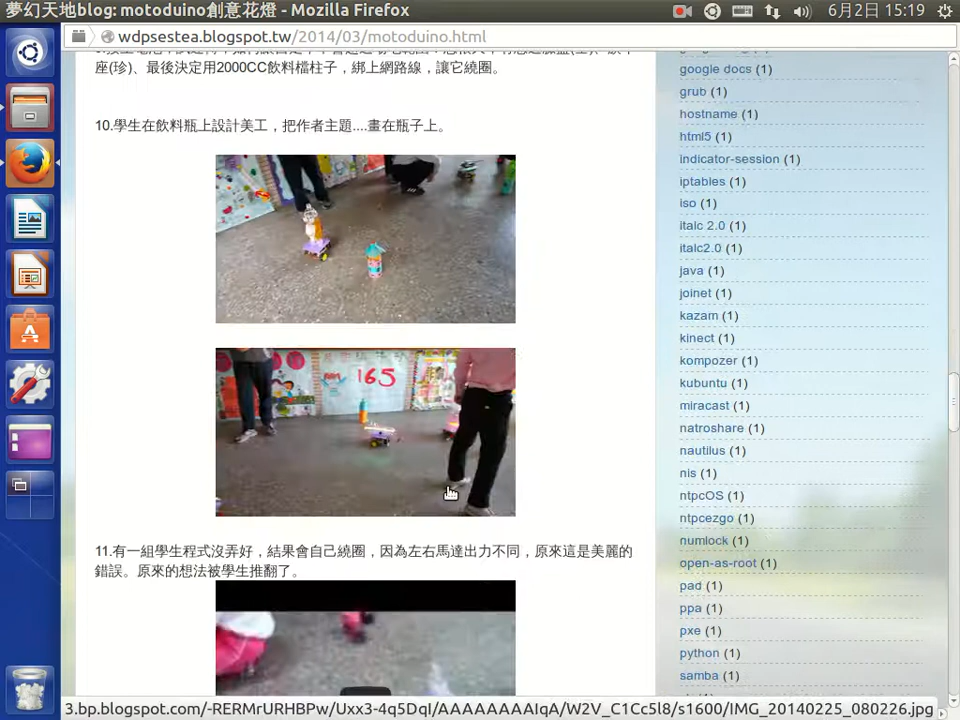 夢幻天地blog: motoduino創意花燈 - Mozilla Firefox
6月2日 15:19
wdpsestea.blogspot.tw/2014/03/motoduino.html
座(珍)、最後決定用2000CC飲料檔柱子，綁上網路線，讓它繞圈。
10.學生在飲料瓶上設計美工，把作者主題....畫在瓶子上。
165
11.有一組學生程式沒弄好，結果會自己繞圈，因為左右馬達出力不同，原來這是美麗的
錯誤。原來的想法被學生推翻了。
google docs (1)
grub (1)
hostname (1)
html5 (1)
indicator-session (1)
iptables (1)
iso (1)
italc 2.0 (1)
italc2.0 (1)
java (1)
joinet (1)
kazam (1)
kinect (1)
kompozer (1)
kubuntu (1)
miracast (1)
natroshare (1)
nautilus (1)
nis (1)
ntpcOS (1)
ntpcezgo (1)
numlock (1)
open-as-root (1)
pad (1)
ppa (1)
pxe (1)
python (1)
samba (1)
3.bp.blogspot.com/-RERMrURHBPw/Uxx3-4q5DqI/AAAAAAAAIqA/W2V_C1Cc5l8/s1600/IMG_20140225_080226.jpg